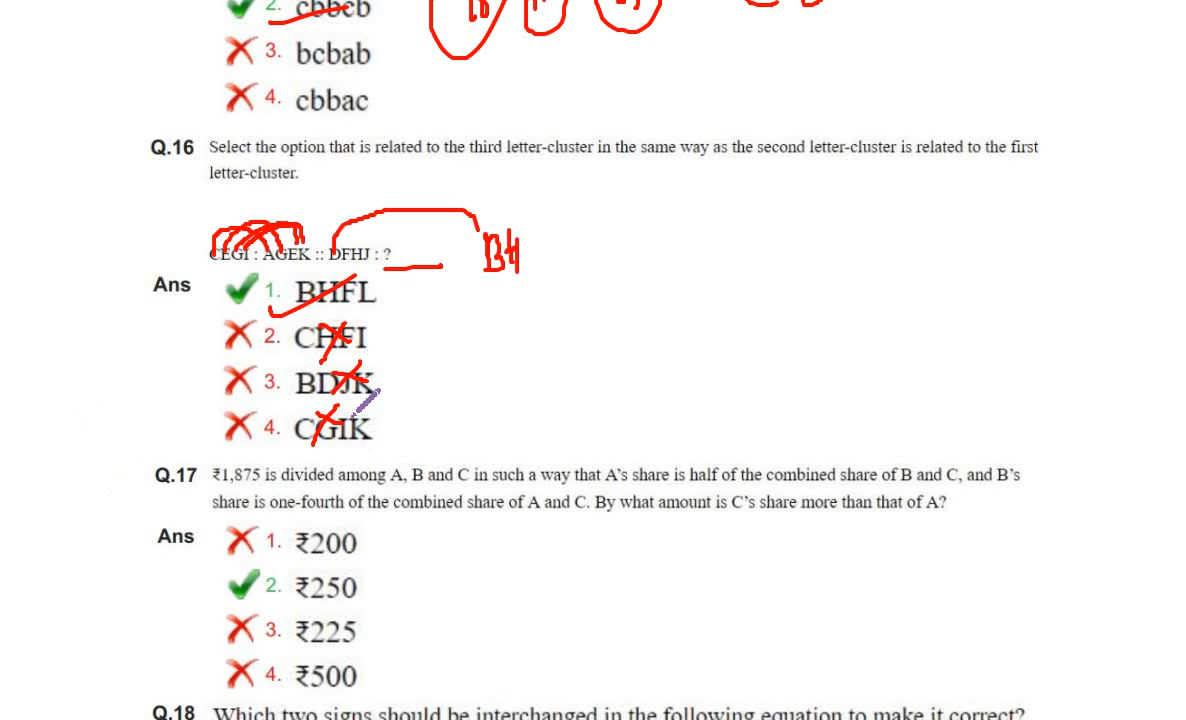 2. cbbcb
3. bcbab
4. cbbac
Q.16 Select the option that is related to the third letter-cluster in the same way as the second letter-cluster is related to the first
letter-cluster.
CEGI : AGEK :: DFHJ : ?
BH
Ans 1. BHFL
2. CHFI
3. BDJK
4. CGIK
Q.17 ₹1,875 is divided among A, B and C in such a way that A's share is half of the combined share of B and C, and B's
share is one-fourth of the combined share of A and C. By what amount is C's share more than that of A?
Ans 1. ₹200
2. ₹250
3. ₹225
4. ₹500
Q.18 Which two signs should be interchanged in the following equation to make it correct?